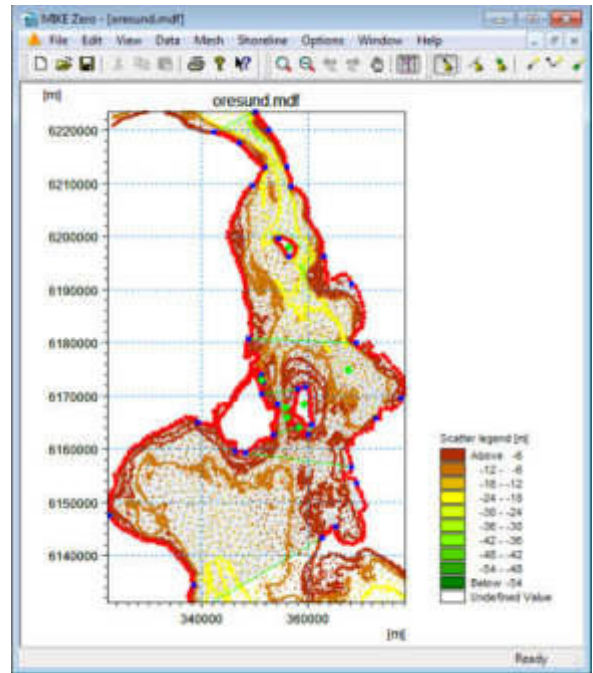 MIKE Zero - [oresund.mdf]
File Edit View Data Mesh Shoreline Options Window Help
[m]
oresund.mdf
6220000
6210000
6200000
6190000
6180000
6170000
6160000
6150000
6140000
340000 360000
[m]
Scatter legend [m]
Above -6
-12 - -6
-18 - -12
-24 - -18
-30 - -24
-36 - -30
-42 - -36
-48 - -42
-54 - -48
Below -54
Undefined Value
Ready